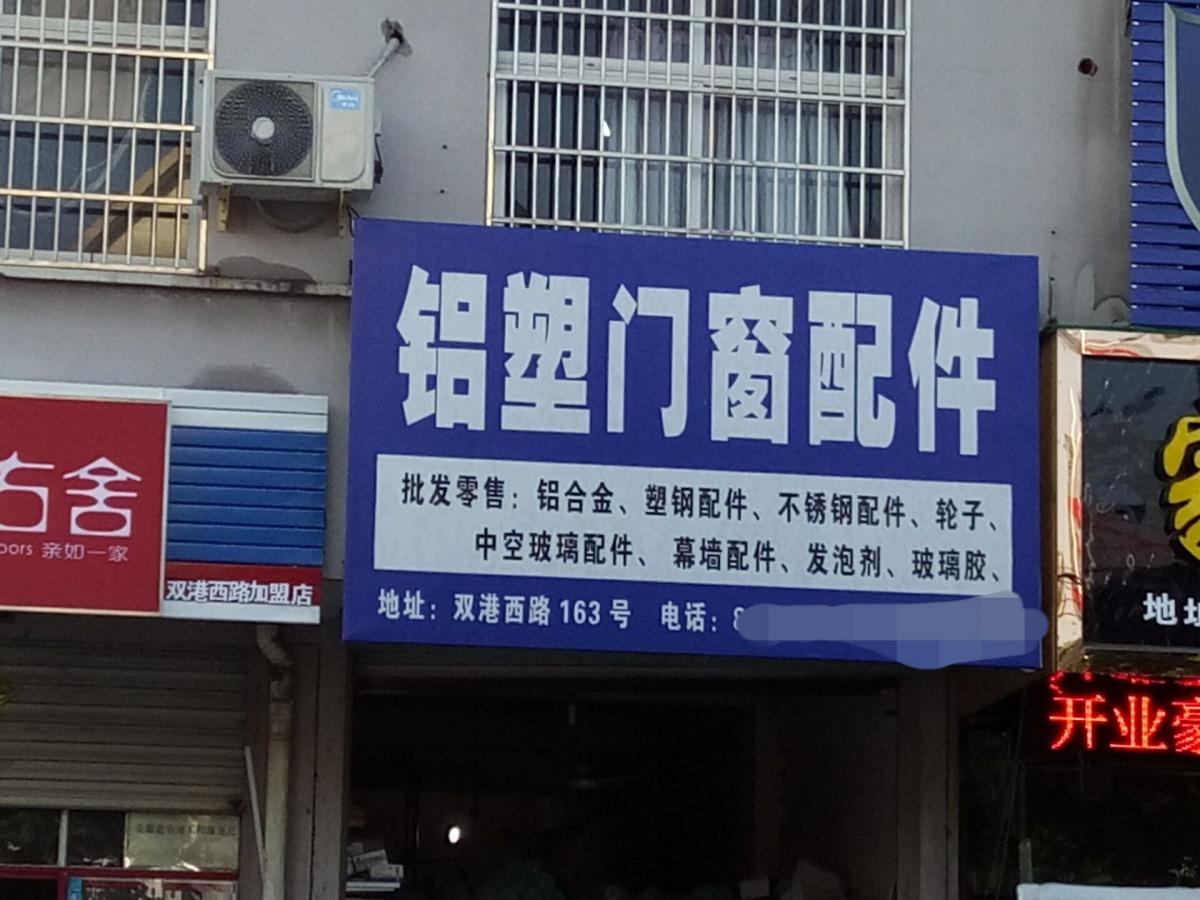 Midea
铝塑门窗配件
批发零售：铝合金、塑钢配件、不锈钢配件、轮子、
中空玻璃配件、幕墙配件、发泡剂、玻璃胶、
地址：双港西路163号 电话：
右舍
oors 亲如一家
双港西路加盟店
地址
开业豪